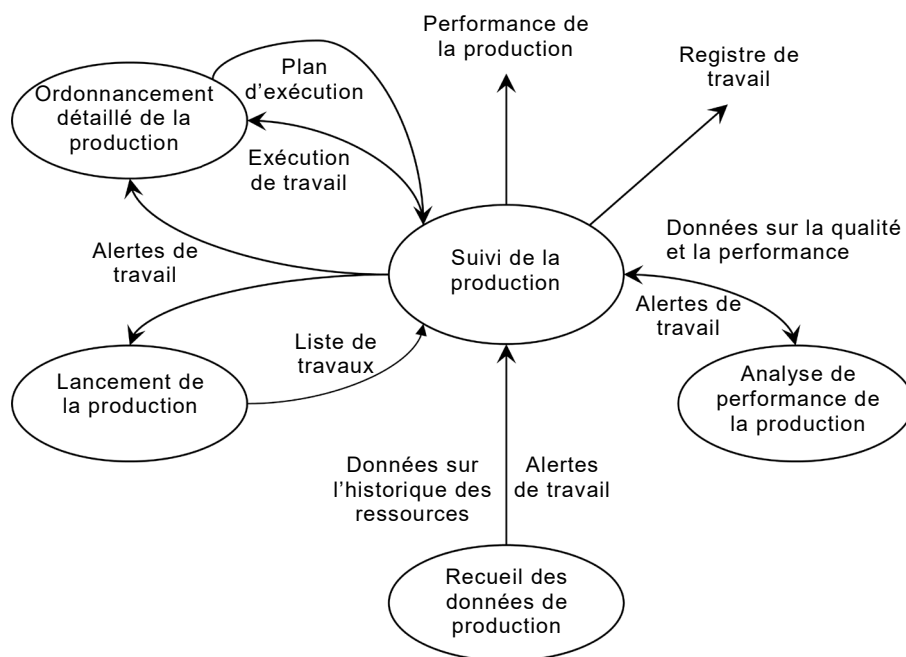 Performance de
la production
Registre de
travail
Plan
d’exécution
Ordonnancement
détaillé de la
production
Exécution
de travail
Alertes de
travail
Suivi de la
production
Données sur la qualité
et la performance
Alertes de
travail
Liste de
travaux
Lancement de
la production
Analyse de
performance de
la production
Données sur
l’historique des
ressources
Alertes
de travail
Recueil des
données de
production